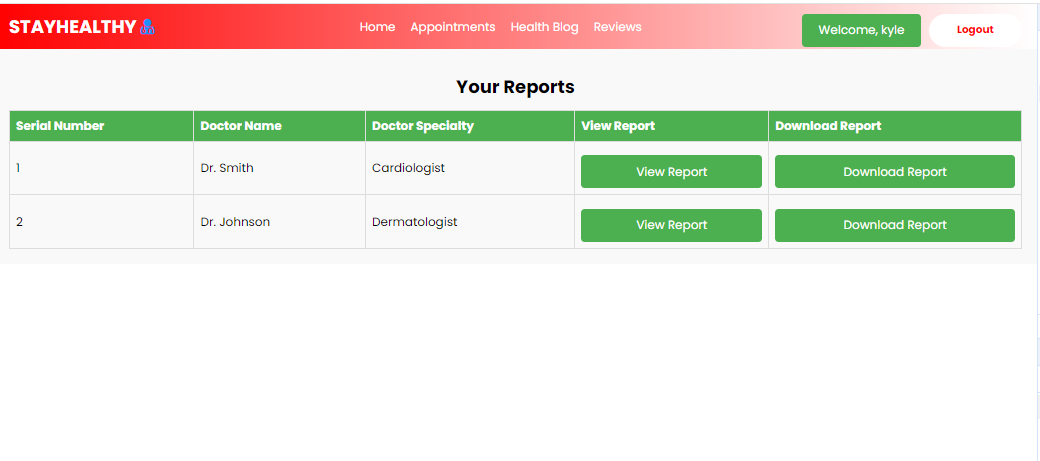 STAYHEALTHY Home Appointments Health Blog Reviews Welcome, kyle Logout
Your Reports
Serial Number Doctor Name Doctor Specialty View Report Download Report
1 Dr. Smith Cardiologist View Report Download Report
2 Dr. Johnson Dermatologist View Report Download Report